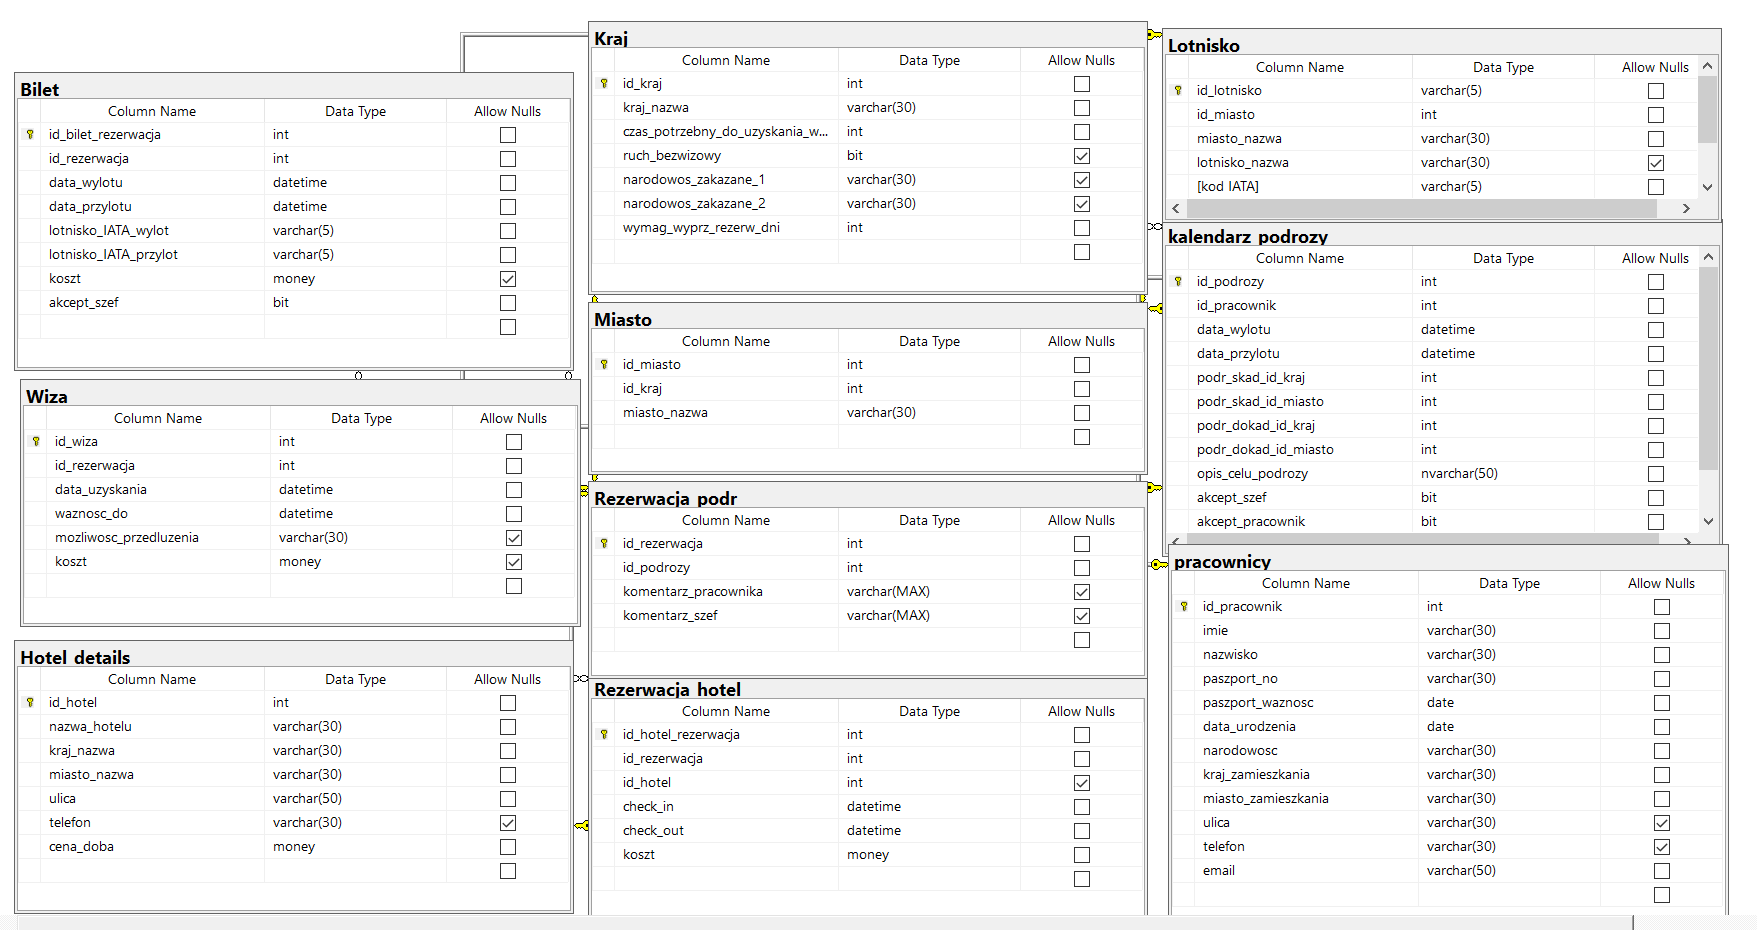 Bilet
Column Name Data Type Allow Nulls
id_bilet_rezerwacja int
id_rezerwacja int
data_wylotu datetime
data_przylotu datetime
lotnisko_IATA_wylot varchar(5)
lotnisko_IATA_przylot varchar(5)
koszt money
akcept_szef bit
Wiza
Column Name Data Type Allow Nulls
id_wiza int
id_rezerwacja int
data_uzyskania datetime
waznosc_do datetime
mozliwosc_przedluzenia varchar(30)
koszt money
Hotel_details
Column Name Data Type Allow Nulls
id_hotel int
nazwa_hotelu varchar(30)
kraj_nazwa varchar(30)
miasto_nazwa varchar(30)
ulica varchar(50)
telefon varchar(30)
cena_doba money
Kraj
Column Name Data Type Allow Nulls
id_kraj int
kraj_nazwa varchar(30)
czas_potrzebny_do_uzyskania_w... int
ruch_bezwizowy bit
narodowos_zakazane_1 varchar(30)
narodowos_zakazane_2 varchar(30)
wymag_wyprz_rezerw_dni int
Miasto
Column Name Data Type Allow Nulls
id_miasto int
id_kraj int
miasto_nazwa varchar(30)
Rezerwacja_podr
Column Name Data Type Allow Nulls
id_rezerwacja int
id_podrozy int
komentarz_pracownika varchar(MAX)
komentarz_szef varchar(MAX)
Rezerwacja_hotel
Column Name Data Type Allow Nulls
id_hotel_rezerwacja int
id_rezerwacja int
id_hotel int
check_in datetime
check_out datetime
koszt money
Lotnisko
Column Name Data Type Allow Nulls
id_lotnisko varchar(5)
id_miasto int
miasto_nazwa varchar(30)
lotnisko_nazwa varchar(30)
[kod IATA] varchar(5)
kalendarz_podrozy
Column Name Data Type Allow Nulls
id_podrozy int
id_pracownik int
data_wylotu datetime
data_przylotu datetime
podr_skad_id_kraj int
podr_skad_id_miasto int
podr_dokad_id_kraj int
podr_dokad_id_miasto int
opis_celu_podrozy nvarchar(50)
akcept_szef bit
akcept_pracownik bit
pracownicy
Column Name Data Type Allow Nulls
id_pracownik int
imie varchar(30)
nazwisko varchar(30)
paszport_no varchar(30)
paszport_waznosc date
data_urodzenia date
narodowosc varchar(30)
kraj_zamieszkania varchar(30)
miasto_zamieszkania varchar(30)
ulica varchar(30)
telefon varchar(30)
email varchar(50)